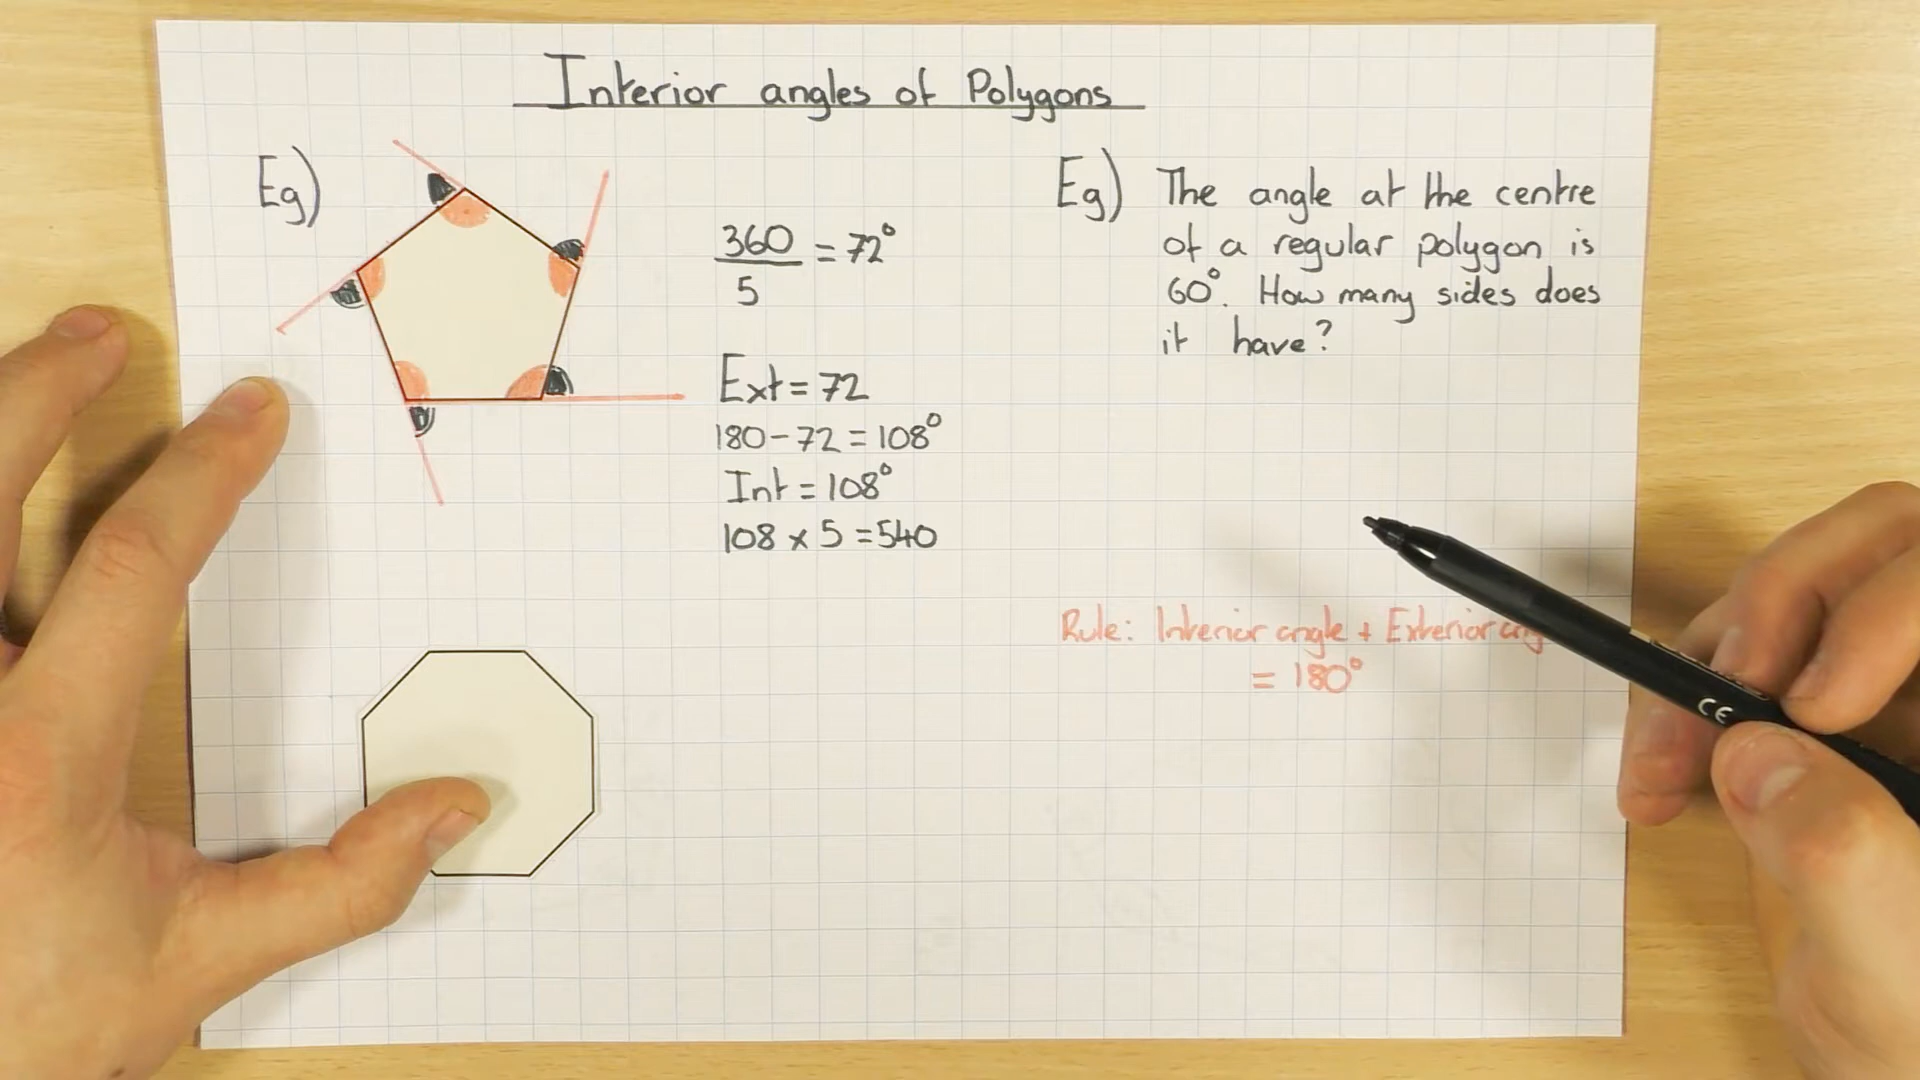 Interior angles of Polygons
Eg)
360
5
= 72°
Ext = 72
180 - 72 = 108°
Int = 108°
108 x 5 = 540
Eg) The angle at the centre
of a regular polygon is
60°. How many sides does
it have?
Rule: Interior angle + Exterior
= 180°
CE